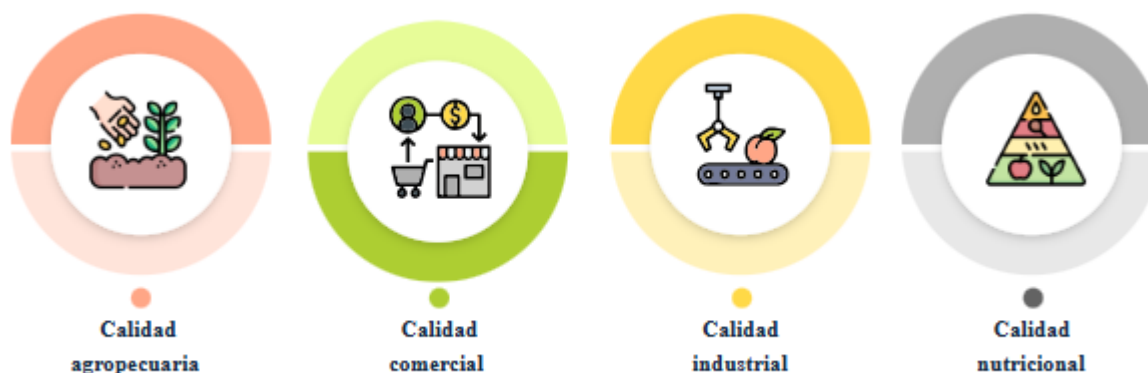 Calidad
agropecuaria
Calidad
comercial
Calidad
industrial
Calidad
nutricional